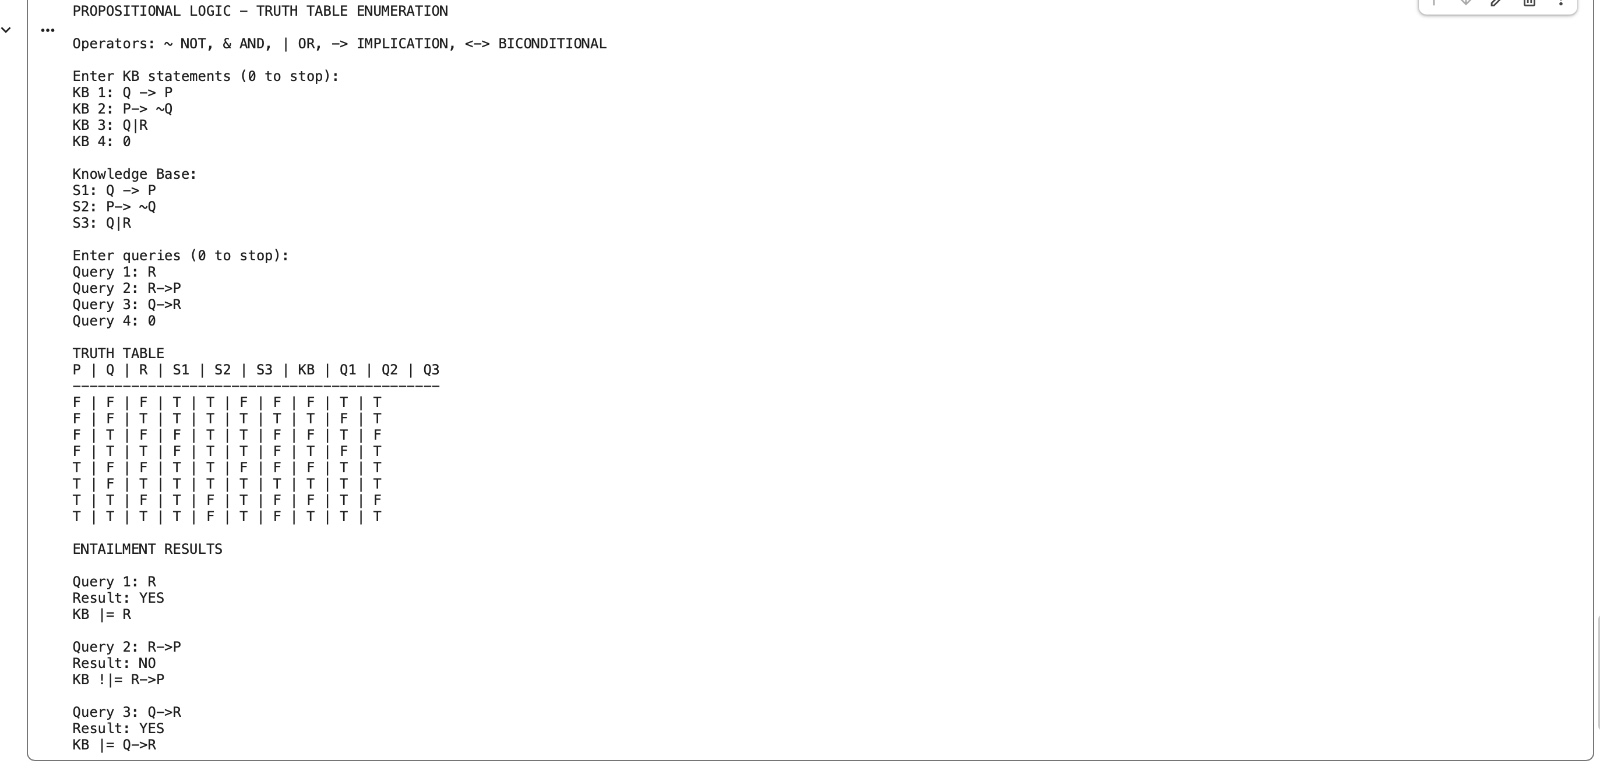 PROPOSITIONAL LOGIC - TRUTH TABLE ENUMERATION
Operators: ~ NOT, & AND, | OR, -> IMPLICATION, <-> BICONDITIONAL
Enter KB statements (0 to stop):
KB 1: Q -> P
KB 2: P-> ~Q
KB 3: Q|R
KB 4: 0
Knowledge Base:
S1: Q -> P
S2: P-> ~Q
S3: Q|R
Enter queries (0 to stop):
Query 1: R
Query 2: R->P
Query 3: Q->R
Query 4: 0
TRUTH TABLE
P | Q | R | S1 | S2 | S3 | KB | Q1 | Q2 | Q3
--------------------------------------------
F | F | F | T | T | F | F | F | T | T
F | F | T | T | T | T | T | T | F | T
F | T | F | F | T | T | F | F | T | F
F | T | T | F | T | T | F | T | F | T
T | F | F | T | T | F | F | F | T | T
T | F | T | T | T | T | T | T | T | T
T | T | F | T | F | T | F | F | T | F
T | T | T | T | F | T | F | T | T | T
ENTAILMENT RESULTS
Query 1: R
Result: YES
KB |= R
Query 2: R->P
Result: NO
KB !|= R->P
Query 3: Q->R
Result: YES
KB |= Q->R